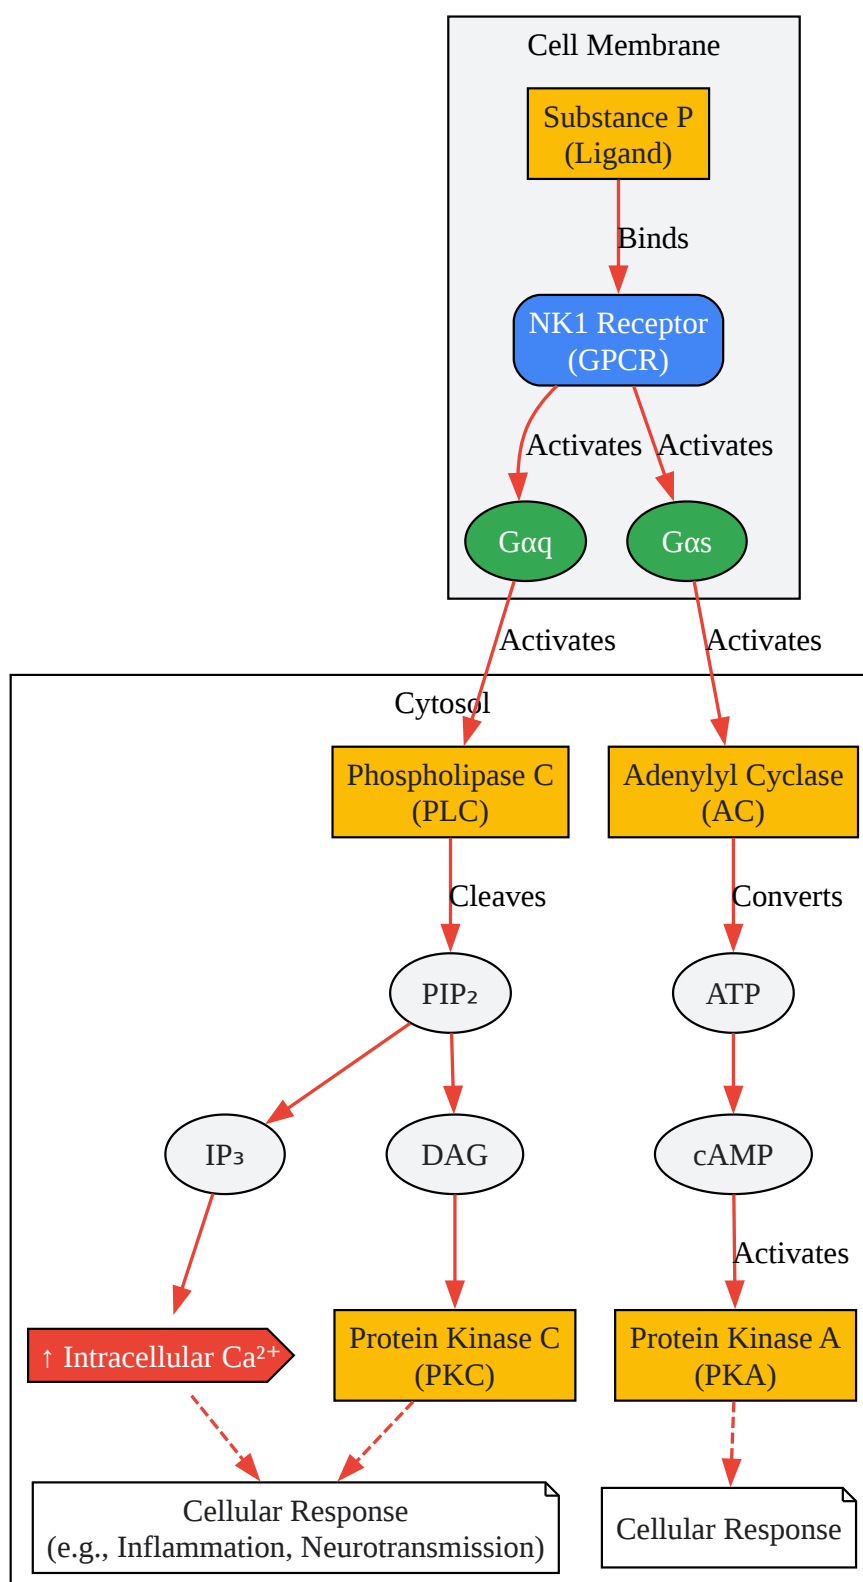 Cell Membrane
Substance P
(Ligand)
Binds
NK1 Receptor
(GPCR)
Activates
Activates
Gαq
Gαs
Activates
Activates
Cytosol
Phospholipase C
(PLC)
Adenylyl Cyclase
(AC)
Cleaves
Converts
PIP₂
ATP
IP₃
DAG
cAMP
Activates
↑ Intracellular Ca²⁺
Protein Kinase C
(PKC)
Protein Kinase A
(PKA)
Cellular Response
(e.g., Inflammation, Neurotransmission)
Cellular Response